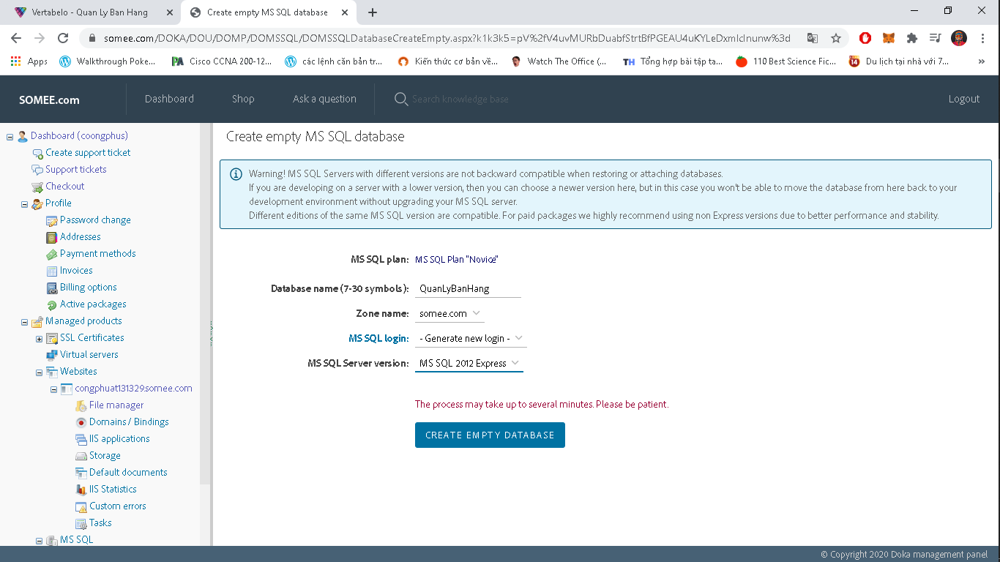 Vertabelo - Quan Ly Ban Hang
Create empty MS SQL database
somee.com/DOKA/DOU/DOMP/DOMSSQL/DOMSSQLDatabaseCreateEmpty.aspx?
Apps
Walkthrough Poke...
Cisco CCNA 200-12...
các lệnh căn bản tr...
Kiến thức cơ bản về...
Watch The Office (...
TH Tổng hợp bài tập ta...
110 Best Science Fic...
Du lịch tại nhà với 7...
SOMEE.com
Dashboard
Shop
Ask a question
Search knowledge base
Logout
Dashboard (coongphus)
Create support ticket
Support tickets
Checkout
Profile
Password change
Addresses
Payment methods
Invoices
Billing options
Active packages
Managed products
SSL Certificates
Virtual servers
Websites
congphuat131329.somee.com
File manager
Domains / Bindings
IIS applications
Storage
Default documents
IIS Statistics
Custom errors
Tasks
MS SQL
Create empty MS SQL database
Warning! MS SQL Servers with different versions are not backward compatible when restoring or attaching databases.
If you are developing on a server with a lower version, then you can choose a newer version here, but in this case you won't be able to move the database from here back to your
development environment without upgrading your MS SQL server.
Different editions of the same MS SQL version are compatible. For paid packages we highly recommend using non Express versions due to better performance and stability.
MS SQL plan: MS SQL Plan "Novice"
Database name (7-30 symbols): QuanLyBanHang
Zone name: somee.com
MS SQL login: - Generate new login -
MS SQL Server version: MS SQL 2012 Express
The process may take up to several minutes. Please be patient.
CREATE EMPTY DATABASE
© Copyright 2020 Doka management panel